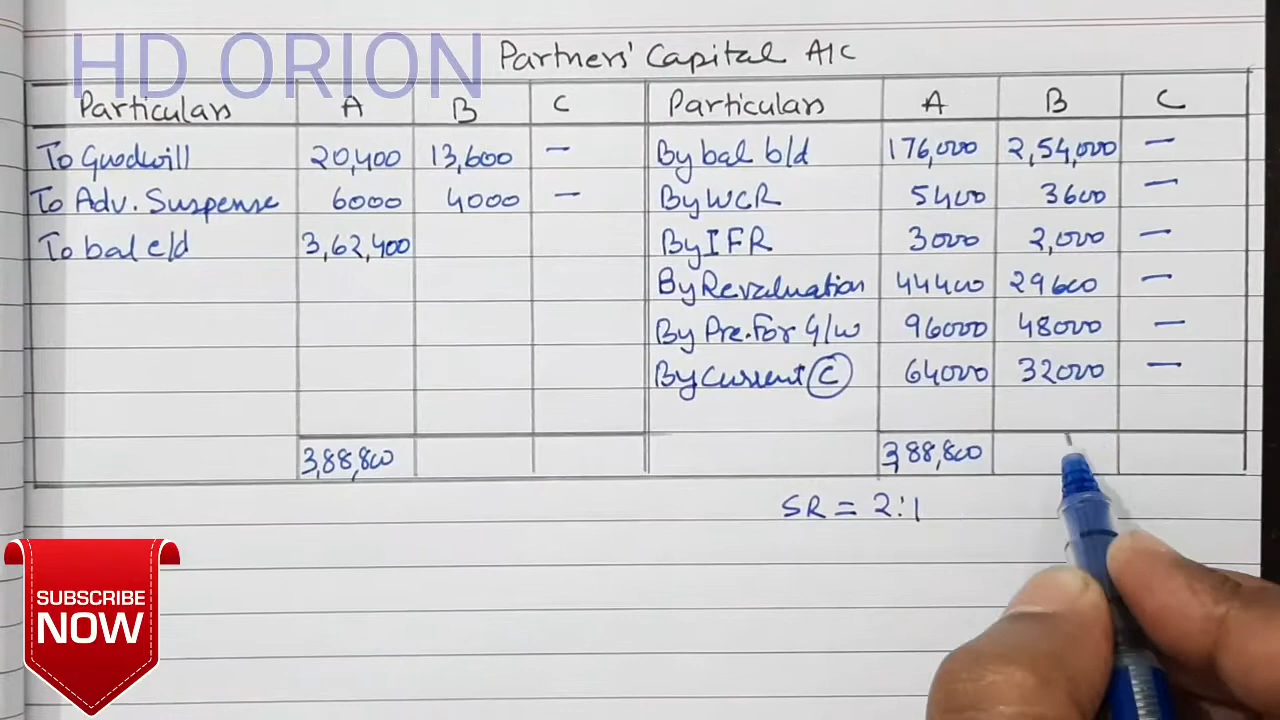 HD ORION
Partners' Capital A/C
Particulars A B C Particulars A B C
To Goodwill 20,400 13,600 — By bal b/d 176,000 2,54,000 —
To Adv. Suspense 6000 4000 — By WCR 5400 3600 —
To bal c/d 3,62,400 By IFR 3000 2,000 —
By Revaluation 44400 29600 —
By Pre. For G/W 96000 48000 —
By Current C 64000 32000 —
3,88,800 3,88,800
SR = 2:1
SUBSCRIBE
NOW